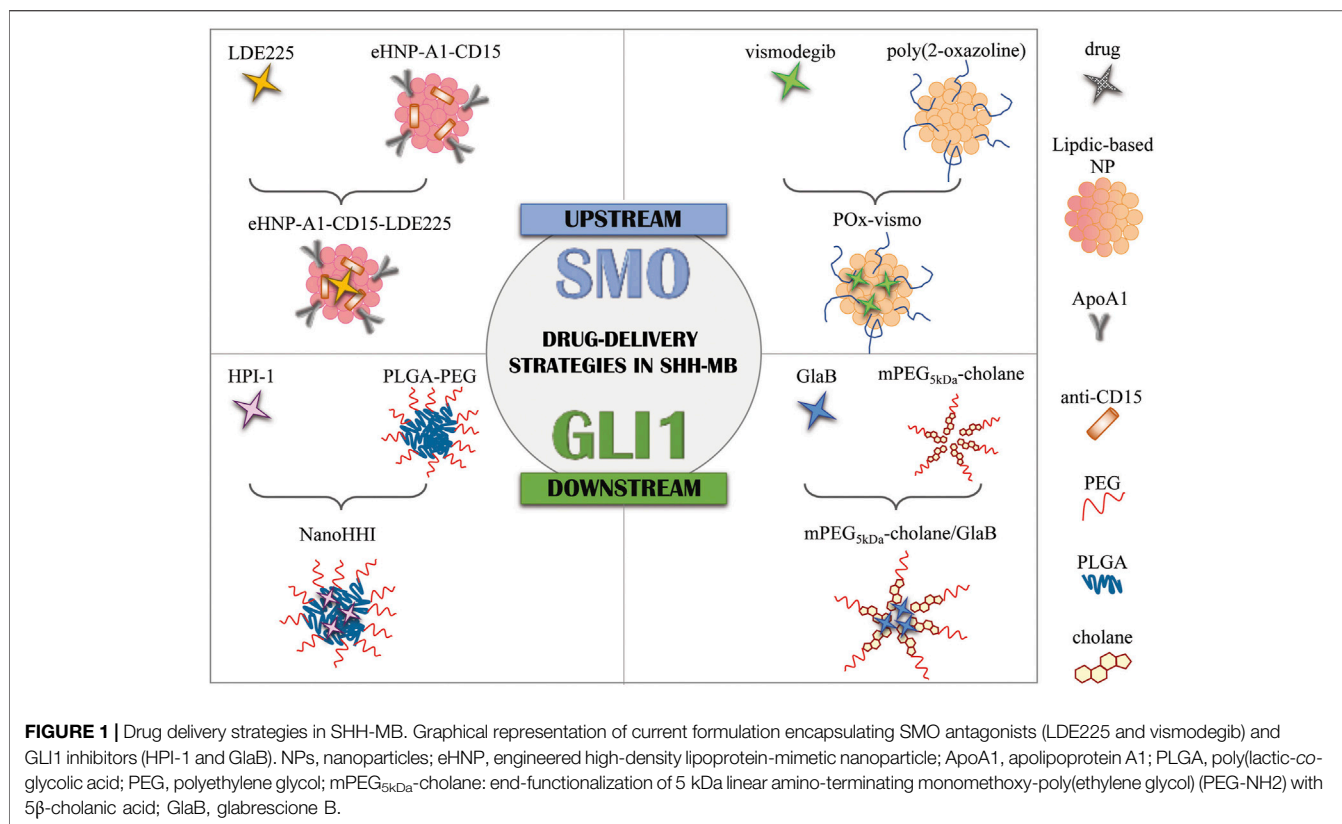 LDE225
eHNP-A1-CD15
eHNP-A1-CD15-LDE225
vismodegib
poly(2-oxazoline)
POx-vismo
UPSTREAM
SMO
DRUG-DELIVERY
STRATEGIES IN SHH-MB
GLI1
DOWNSTREAM
HPI-1
PLGA-PEG
NanoHHI
GlaB
mPEG5kDa-cholane
mPEG5kDa-cholane/GlaB
drug
Lipdic-based
NP
ApoA1
anti-CD15
PEG
PLGA
cholane
FIGURE 1 | Drug delivery strategies in SHH-MB. Graphical representation of current formulation encapsulating SMO antagonists (LDE225 and vismodegib) and
GLI1 inhibitors (HPI-1 and GlaB). NPs, nanoparticles; eHNP, engineered high-density lipoprotein-mimetic nanoparticle; ApoA1, apolipoprotein A1; PLGA, poly(lactic-co-
glycolic acid; PEG, polyethylene glycol; mPEG5kDa-cholane: end-functionalization of 5 kDa linear amino-terminating monomethoxy-poly(ethylene glycol) (PEG-NH2) with
5β-cholanic acid; GlaB, glabrescione B.